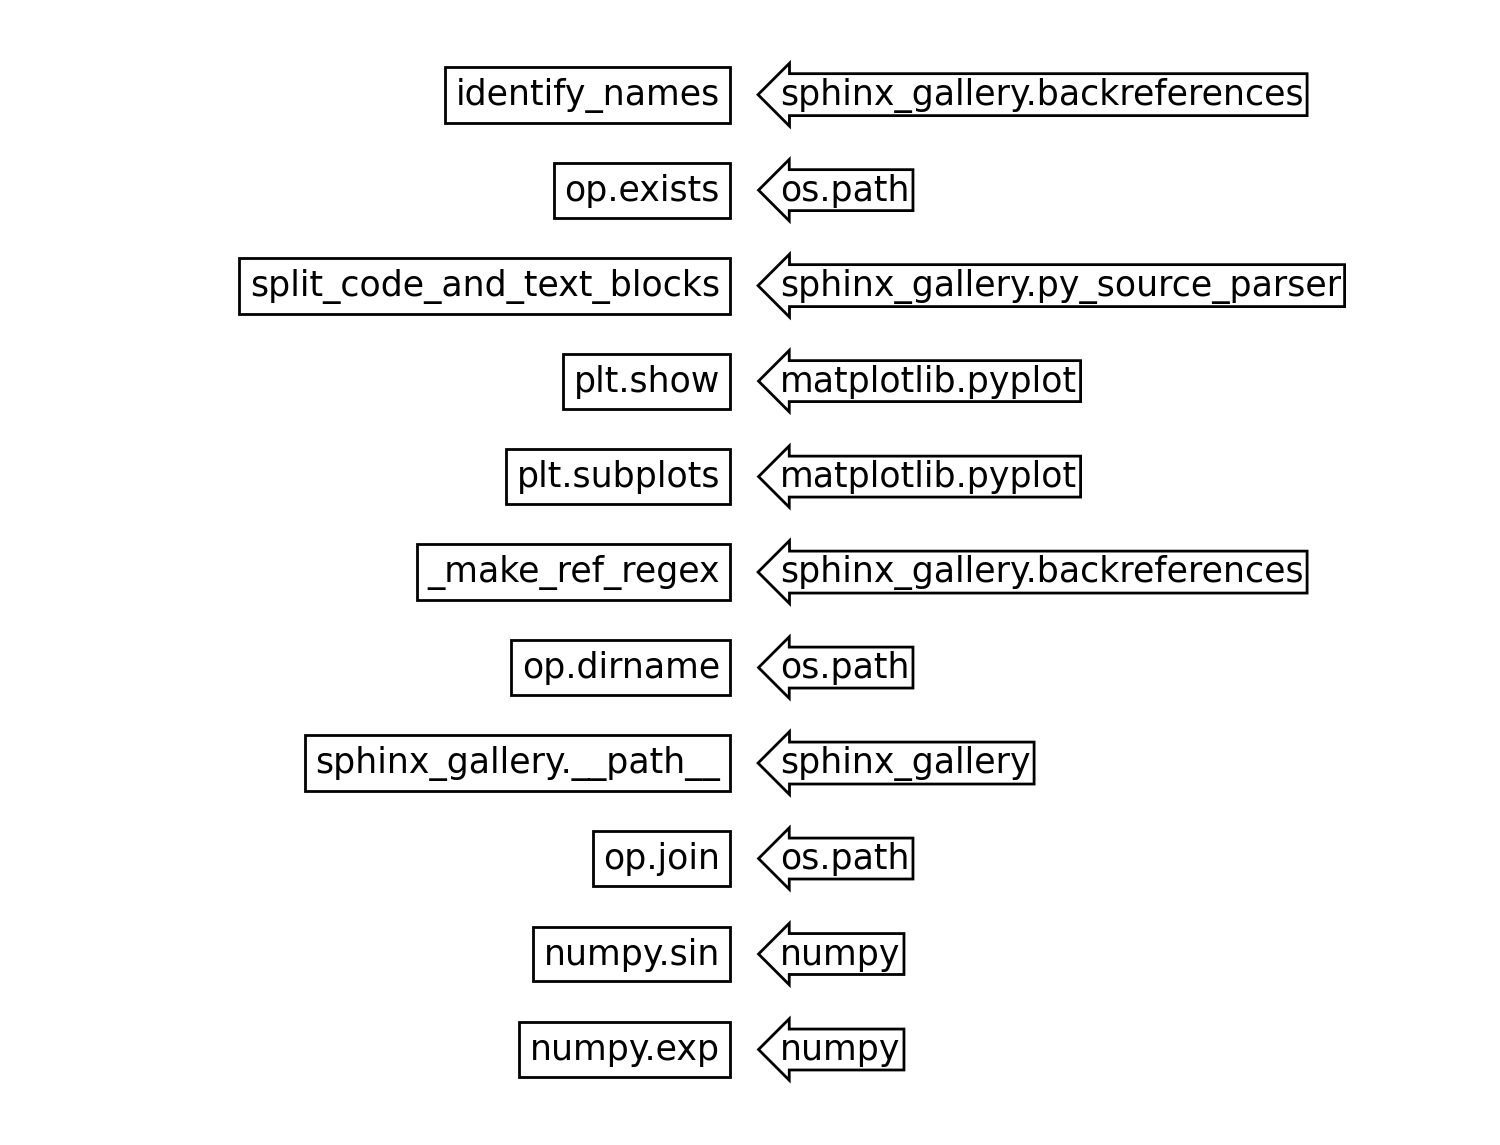 identify_names sphinx_gallery.backreferences
op.exists os.path
split_code_and_text_blocks sphinx_gallery.py_source_parser
plt.show matplotlib.pyplot
plt.subplots matplotlib.pyplot
_make_ref_regex sphinx_gallery.backreferences
op.dirname os.path
sphinx_gallery.__path__ sphinx_gallery
op.join os.path
numpy.sin numpy
numpy.exp numpy